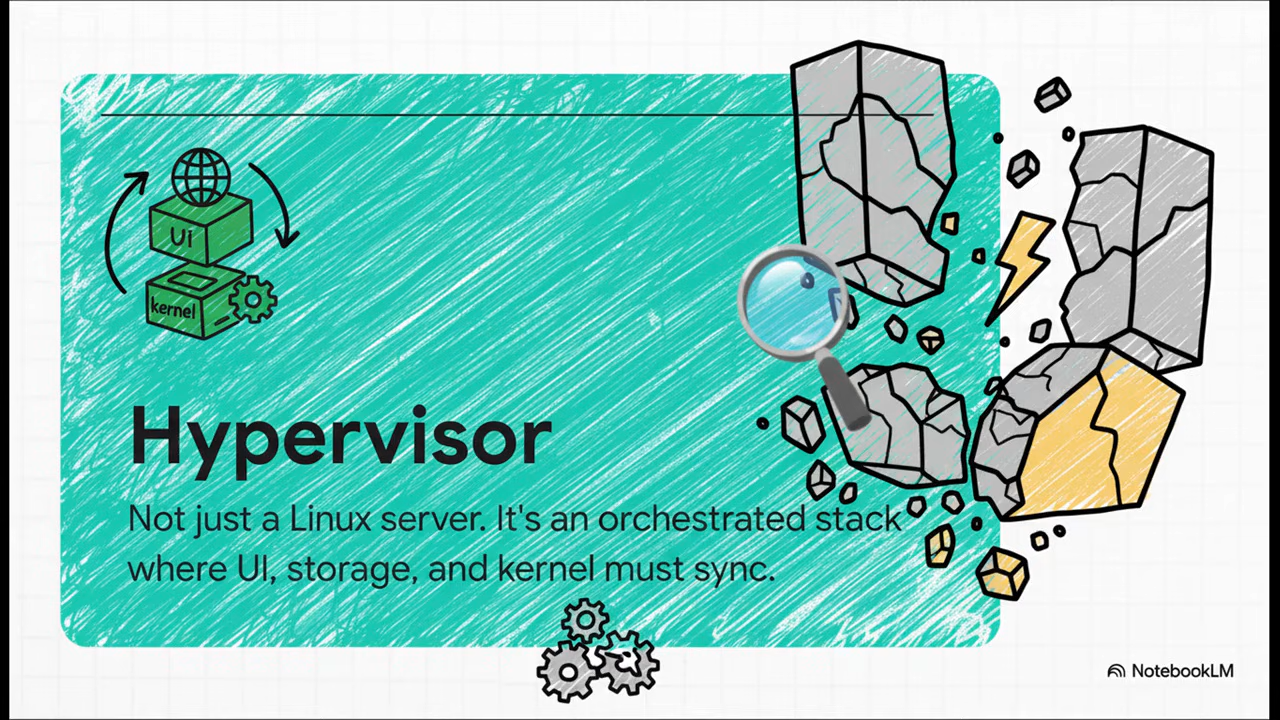 Ui
kernel
Hypervisor
Not just a Linux server. It's an orchestrated stack
where UI, storage, and kernel must sync.
NotebookLM